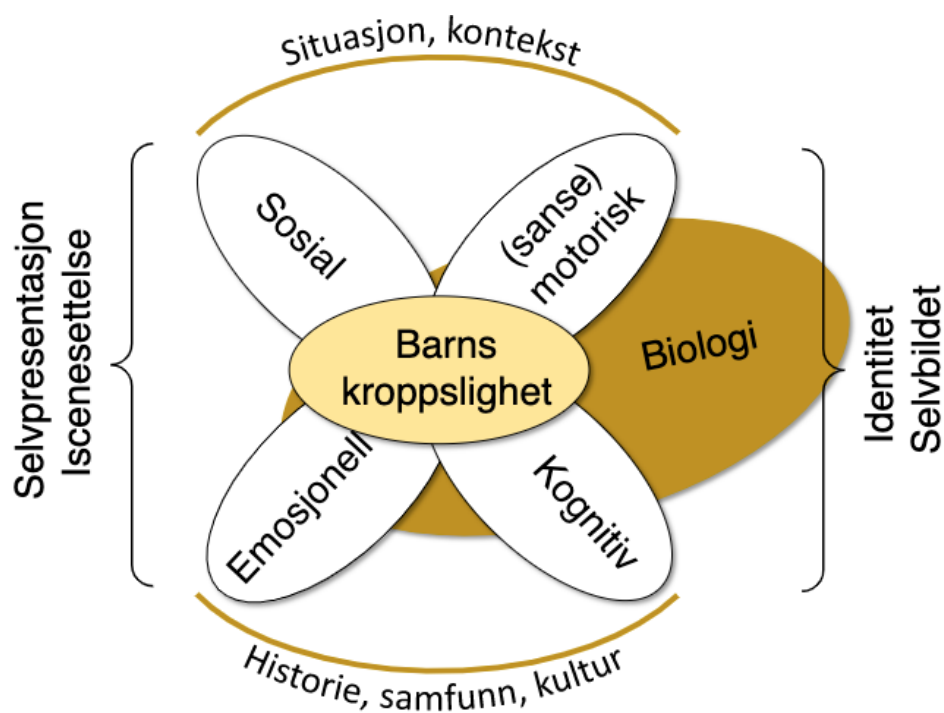 Situasjon, kontekst
Selvpresentasjon
Iscenesettelse
Sosial
(sanse)
motorisk
Barns
kroppslighet
Biologi
Emosjonell
Kognitiv
Identitet
Selvbildet
Historie, samfunn, kultur